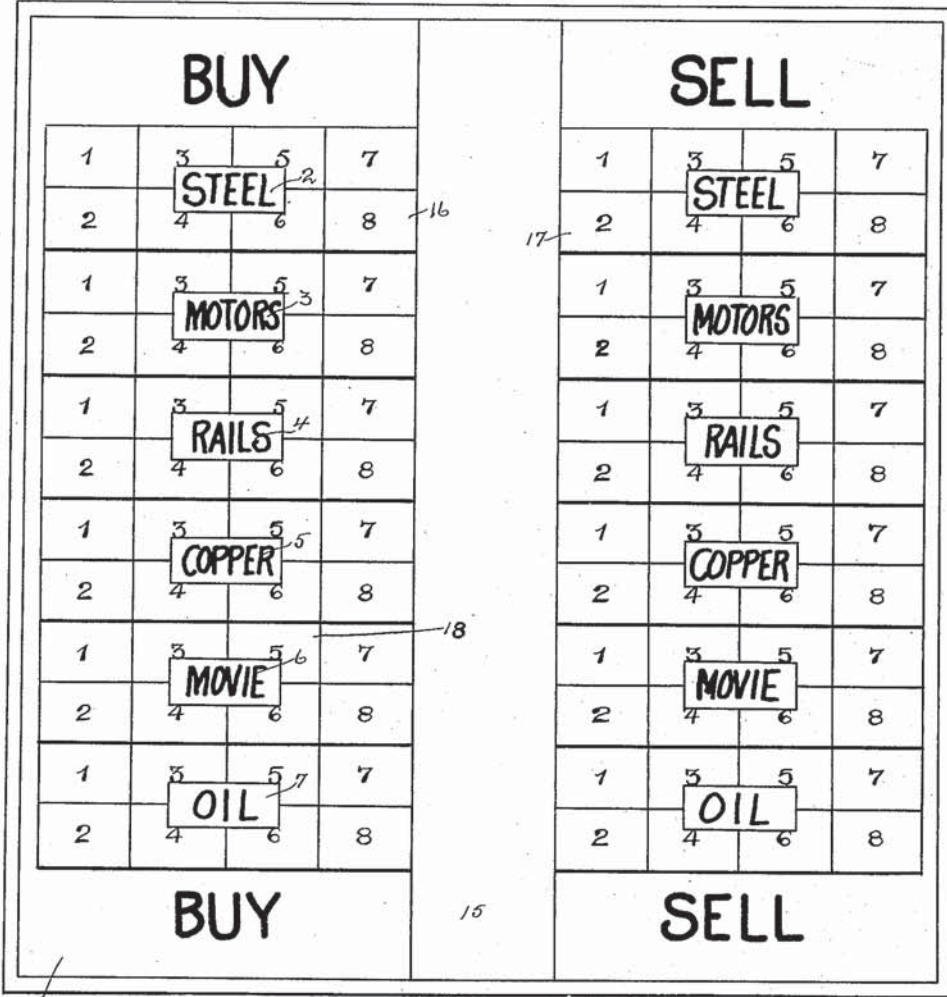 BUY SELL
1 3 5 7 1 3 5 7
STEEL 2 STEEL
2 4 6 8 16 17 2 4 6 8
1 3 5 7 1 3 5 7
MOTORS 3 MOTORS
2 4 6 8 2 4 6 8
1 3 5 7 1 3 5 7
RAILS 4 RAILS
2 4 6 8 2 4 6 8
1 3 5 7 1 3 5 7
COPPER 5 COPPER
2 4 6 8 2 4 6 8
18
1 3 5 7 1 3 5 7
MOVIE 6 MOVIE
2 4 6 8 2 4 6 8
1 3 5 7 1 3 5 7
OIL 7 OIL
2 4 6 8 2 4 6 8
BUY 15 SELL